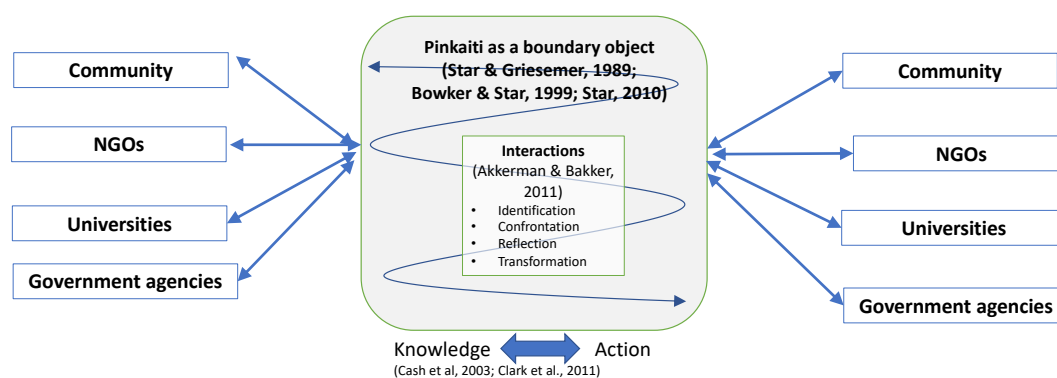 Community
NGOs
Universities
Government agencies
Pinkaiti as a boundary object
(Star & Griesemer, 1989;
Bowker & Star, 1999; Star, 2010)
Interactions
(Akkerman & Bakker,
2011)
• Identification
• Confrontation
• Reflection
• Transformation
Community
NGOs
Universities
Government agencies
Knowledge Action
(Cash et al, 2003; Clark et al., 2011)